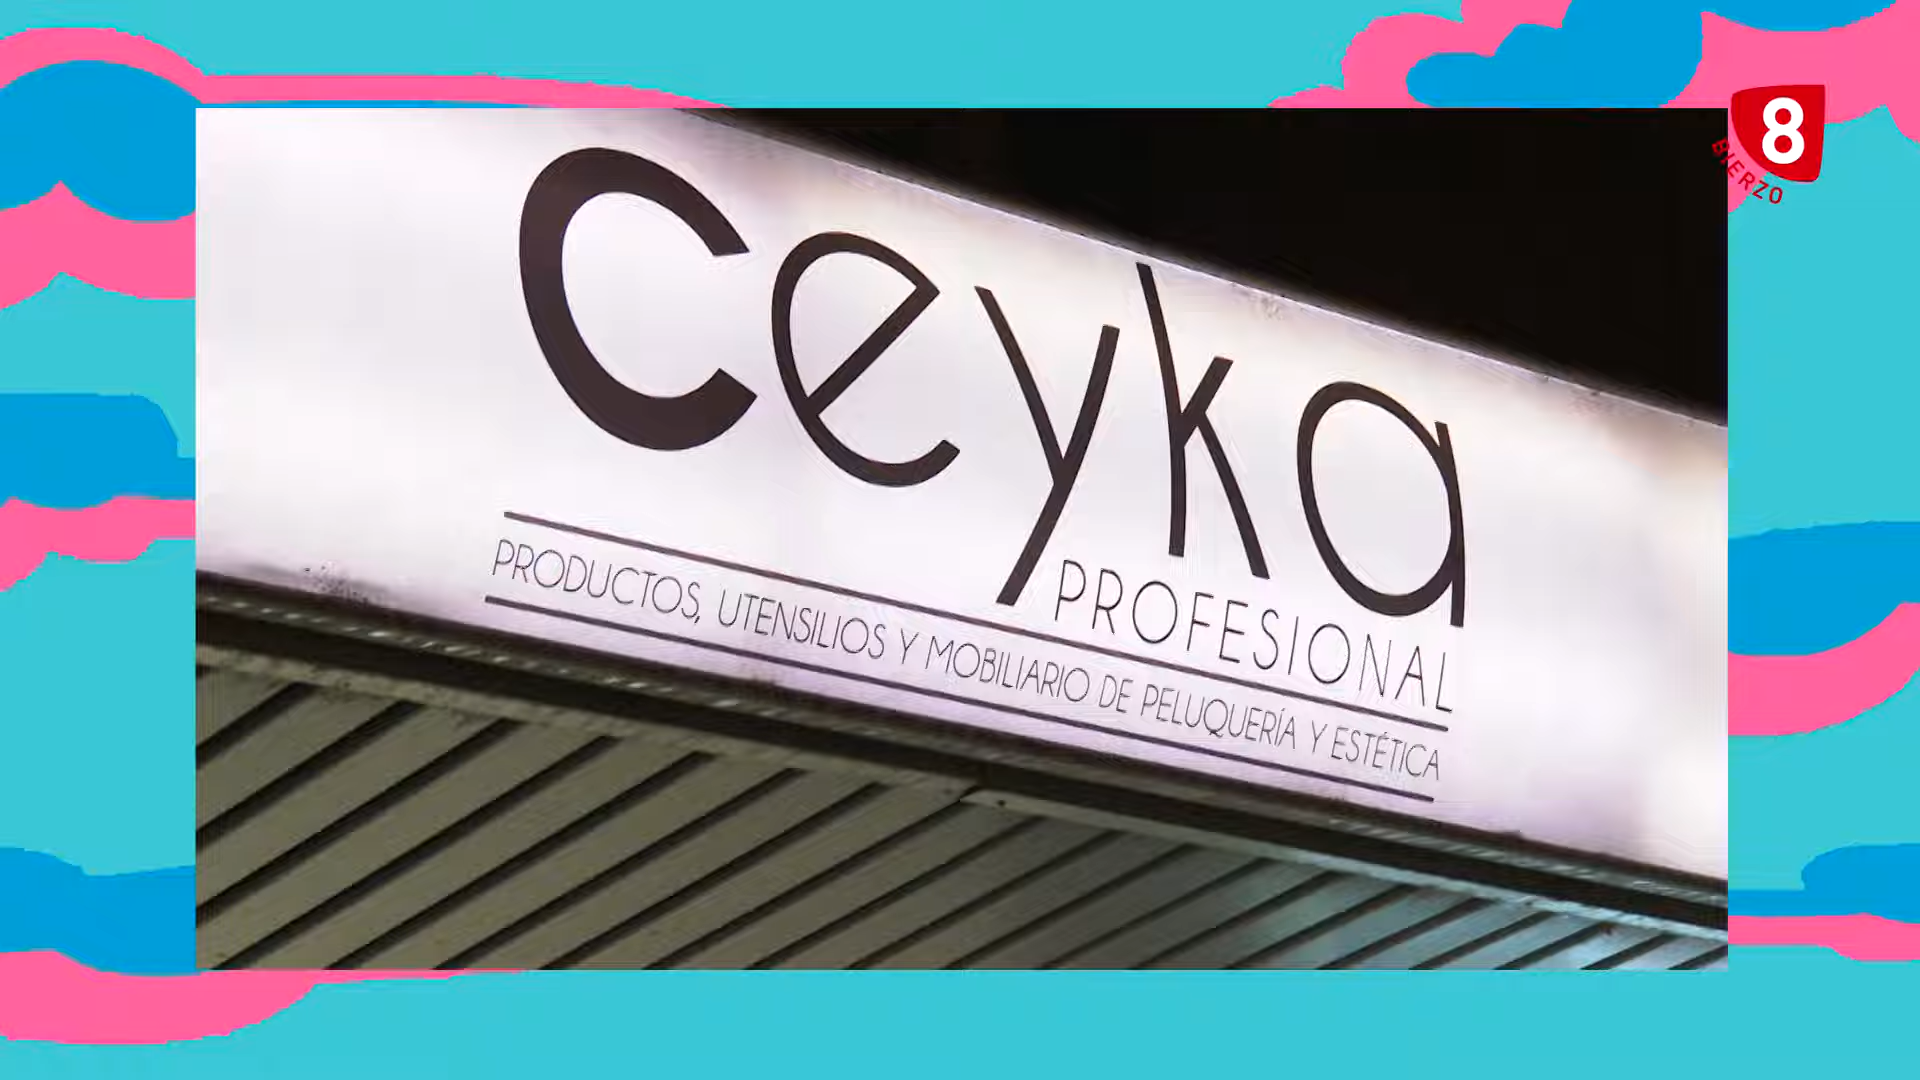 8
BIERZO
ceyka
PROFESIONAL
PRODUCTOS, UTENSILIOS Y MOBILIARIO DE PELUQUERÍA Y ESTÉTICA